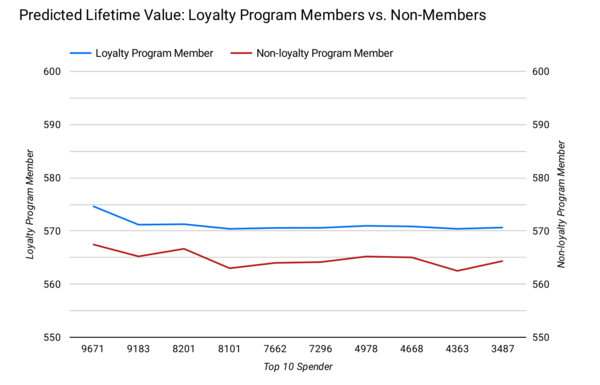 Predicted Lifetime Value: Loyalty Program Members vs. Non-Members
Loyalty Program Member Non-loyalty Program Member
600 600
590 590
580 580
570 570
560 560
550 550
Loyalty Program Member
Non-loyalty Program Member
9671 9183 8201 8101 7662 7296 4978 4668 4363 3487
Top 10 Spender